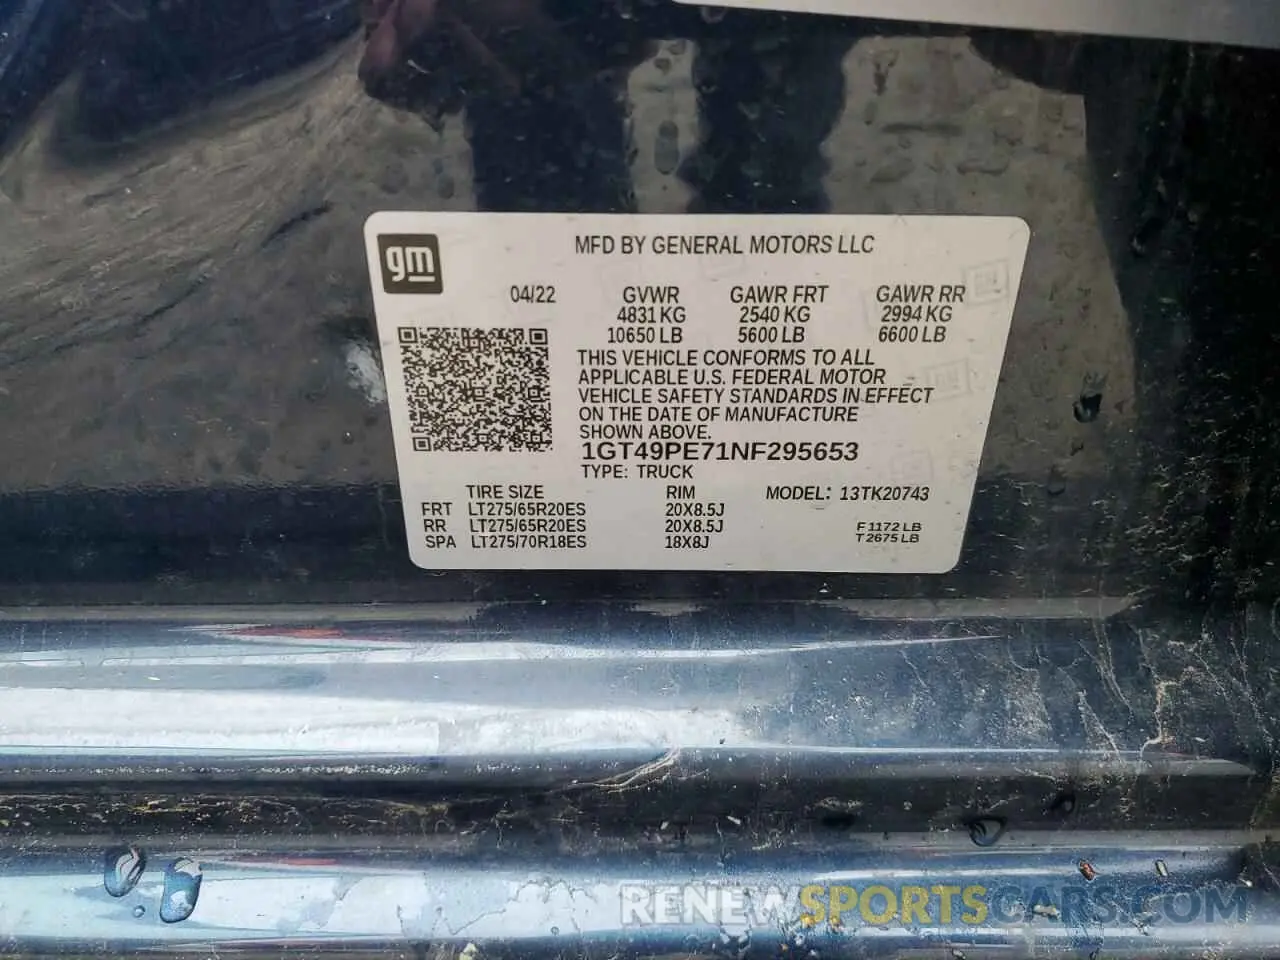 gm
MFD BY GENERAL MOTORS LLC
04/22 GVWR GAWR FRT GAWR RR
4831 KG 2540 KG 2994 KG
10650 LB 5600 LB 6600 LB
THIS VEHICLE CONFORMS TO ALL
APPLICABLE U.S. FEDERAL MOTOR
VEHICLE SAFETY STANDARDS IN EFFECT
ON THE DATE OF MANUFACTURE
SHOWN ABOVE.
1GT49PE71NF295653
TYPE: TRUCK
TIRE SIZE RIM MODEL: 13TK20743
FRT LT275/65R20ES 20X8.5J
RR LT275/65R20ES 20X8.5J F 1172 LB
SPA LT275/70R18ES 18X8J T 2675 LB
RENEWSPORTSCARS.COM